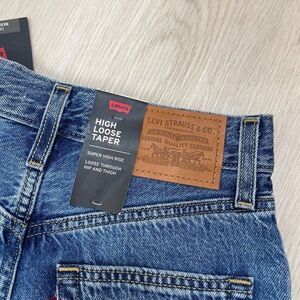 Levi's
HIGH
LOOSE
TAPER
SUPER HIGH RISE
LOOSE THROUGH
HIP AND THIGH
LEVI STRAUSS & CO.
QUALITY CLOTHING